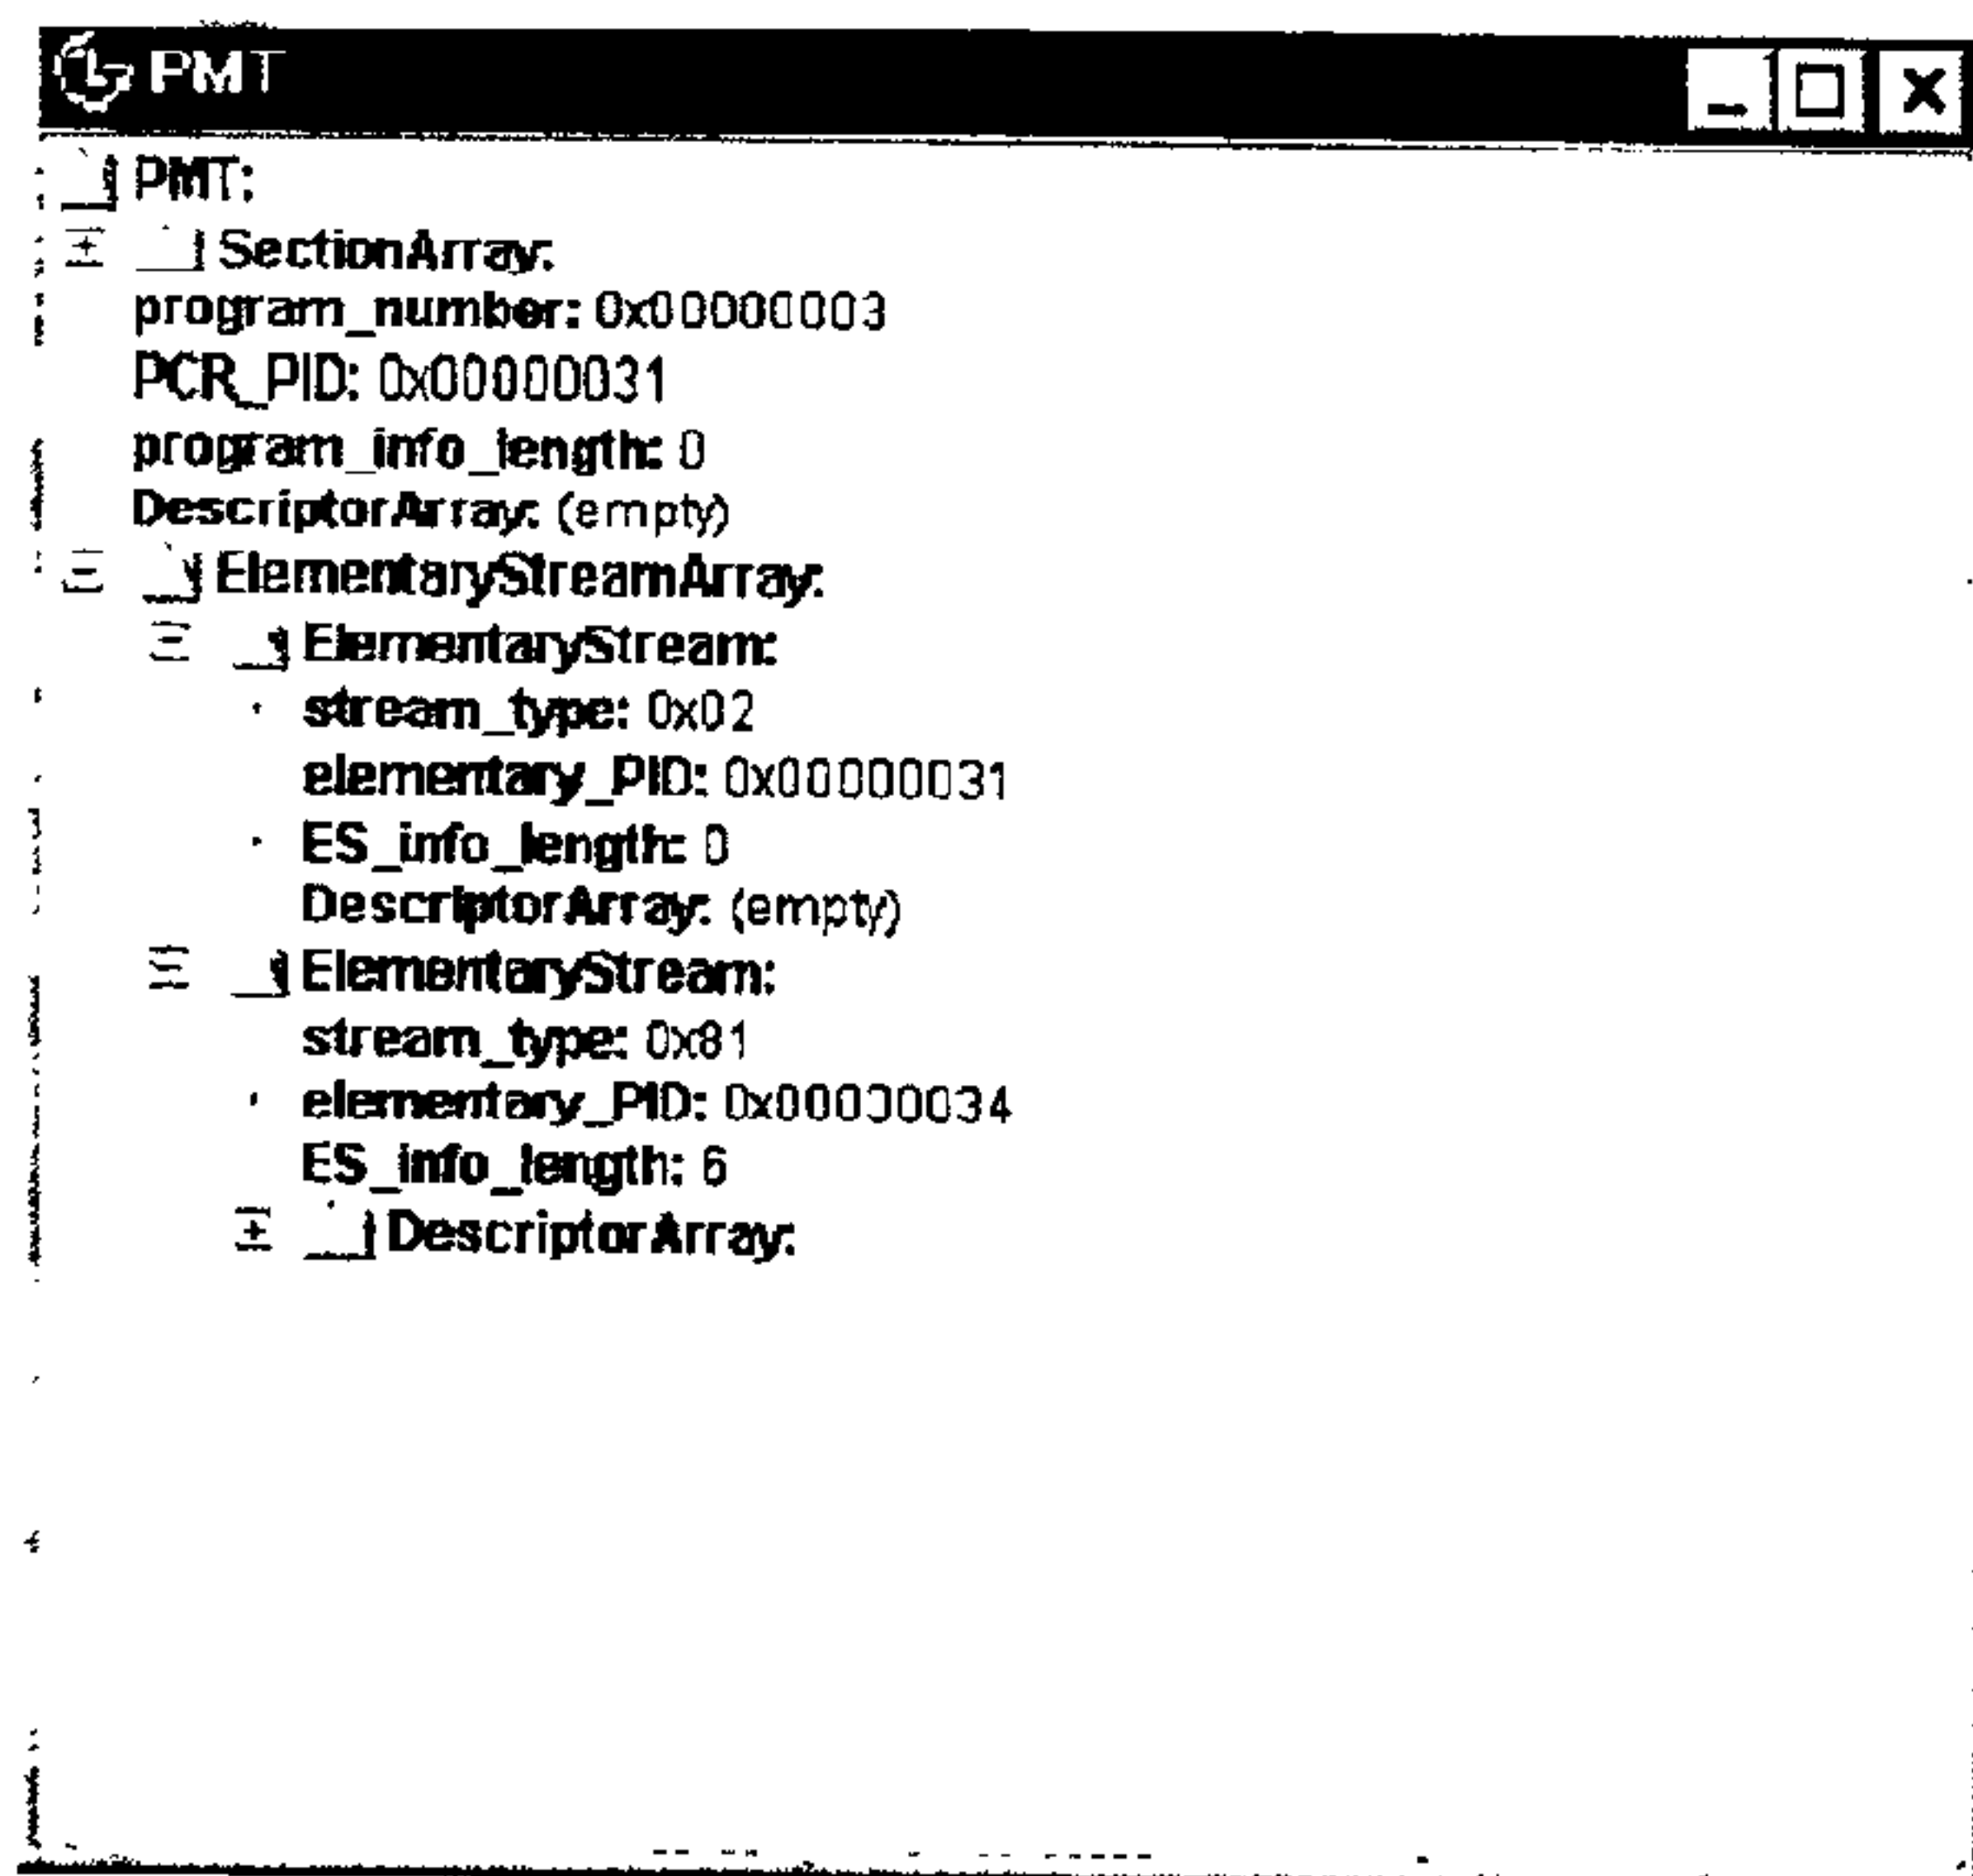 PMT
PMT:
SectionArray:
program_number: 0x00000003
PCR_PID: 0x00000031
program_info_length: 0
DescriptorArray: (empty)
ElementaryStreamArray:
ElementaryStream:
stream_type: 0x02
elementary_PID: 0x00000031
ES_info_length: 0
DescriptorArray: (empty)
ElementaryStream:
stream_type: 0x81
elementary_PID: 0x00000034
ES_info_length: 6
DescriptorArray: